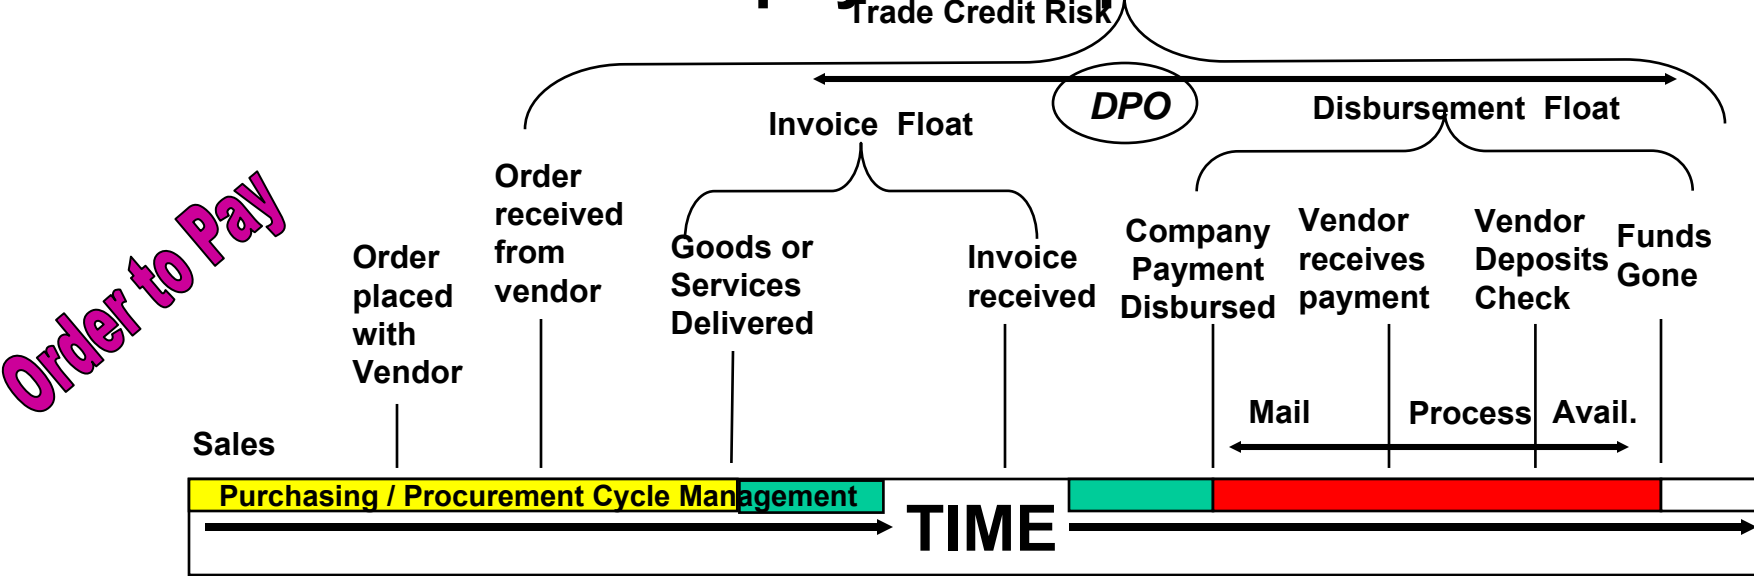 Trade Credit Risk
DPO
Disbursement Float
Invoice Float
Order to Pay
Order
received
from
vendor
Order
placed
with
Vendor
Goods or
Services
Delivered
Invoice
received
Company
Payment
Disbursed
Vendor
receives
payment
Vendor
Deposits
Check
Funds
Gone
Mail
Process
Avail.
Sales
Purchasing / Procurement Cycle Management
TIME